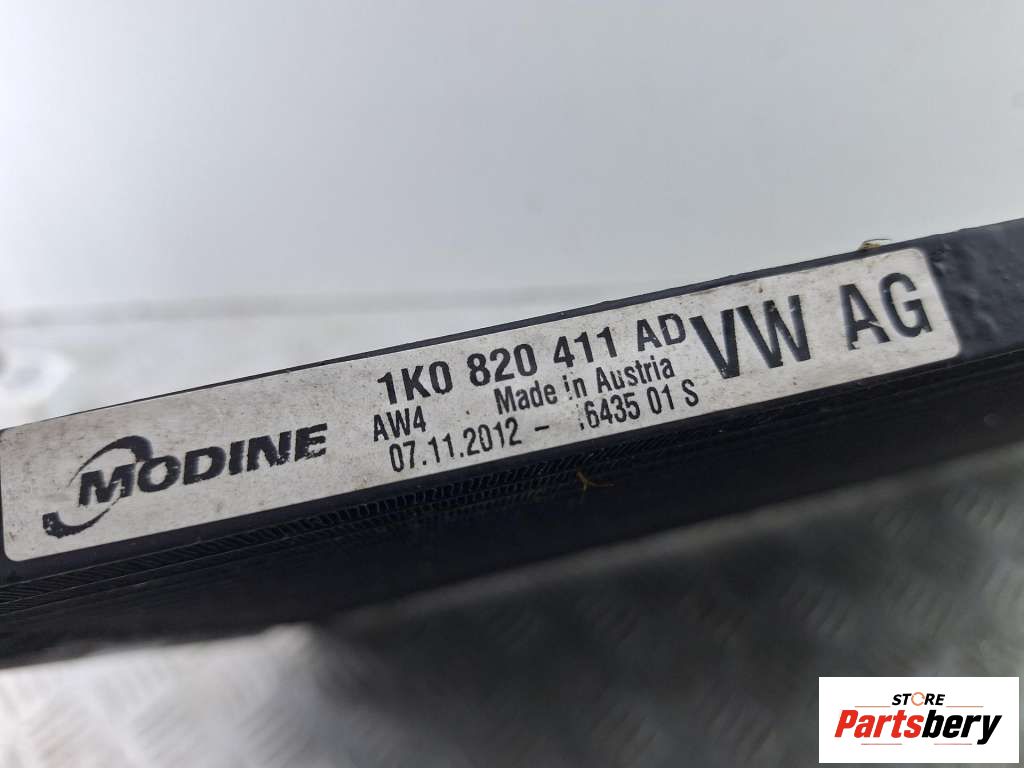 MODINE
1K0 820 411 AD
VW AG
AW4 Made in Austria
07.11.2012 - 6435 01 S
STORE
Partsbery